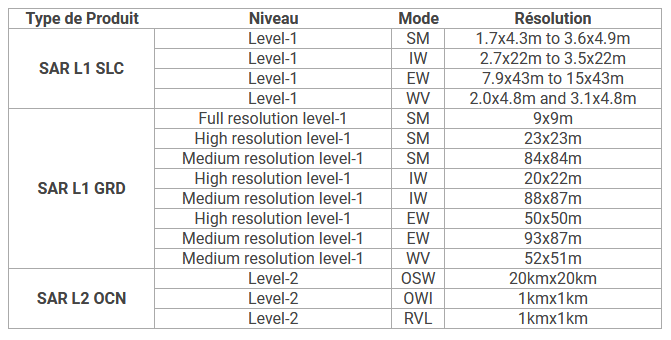 Type de Produit Niveau Mode Résolution
SAR L1 SLC Level-1 SM 1.7x4.3m to 3.6x4.9m
Level-1 IW 2.7x22m to 3.5x22m
Level-1 EW 7.9x43m to 15x43m
Level-1 WV 2.0x4.8m and 3.1x4.8m
SAR L1 GRD Full resolution level-1 SM 9x9m
High resolution level-1 SM 23x23m
Medium resolution level-1 SM 84x84m
High resolution level-1 IW 20x22m
Medium resolution level-1 IW 88x87m
High resolution level-1 EW 50x50m
Medium resolution level-1 EW 93x87m
Medium resolution level-1 WV 52x51m
SAR L2 OCN Level-2 OSW 20kmx20km
Level-2 OWI 1kmx1km
Level-2 RVL 1kmx1km